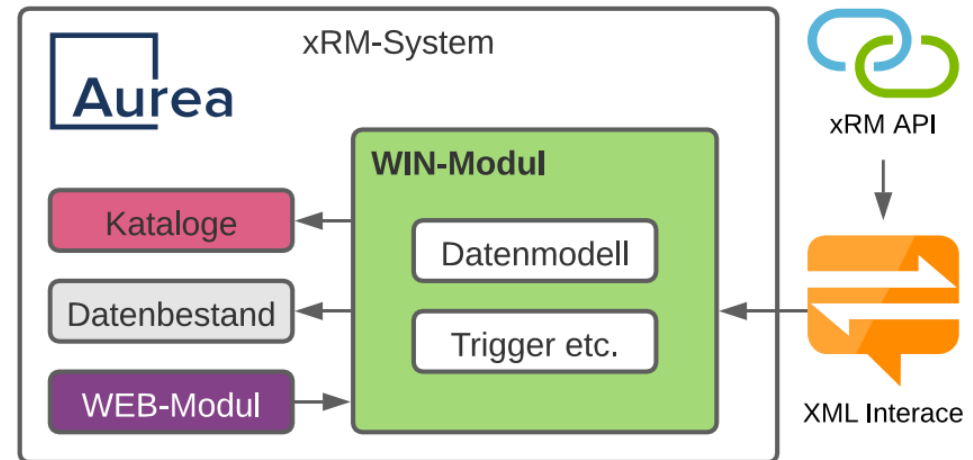 xRM-System
Aurea
xRM API
WIN-Modul
Kataloge
Datenmodell
Datenbestand
Trigger etc.
WEB-Modul
XML Interace